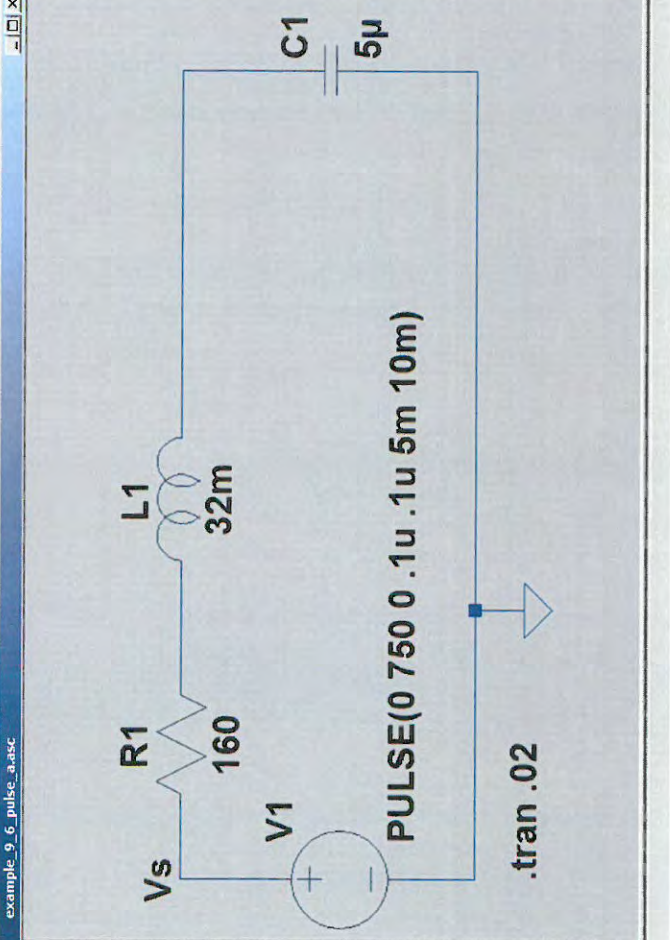 example_9_6_pulse_a.asc
Vs
R1
160
L1
32m
C1
5µ
V1
PULSE(0 750 0 .1u .1u 5m 10m)
.tran .02